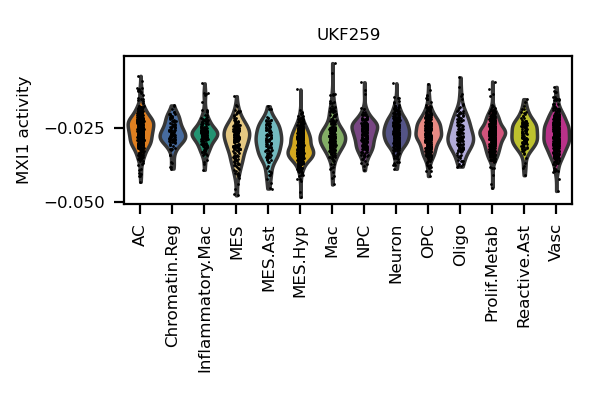 UKF259
MXI1 activity
−0.025
−0.050
AC
Chromatin.Reg
Inflammatory.Mac
MES
MES.Ast
MES.Hyp
Mac
NPC
Neuron
OPC
Oligo
Prolif.Metab
Reactive.Ast
Vasc